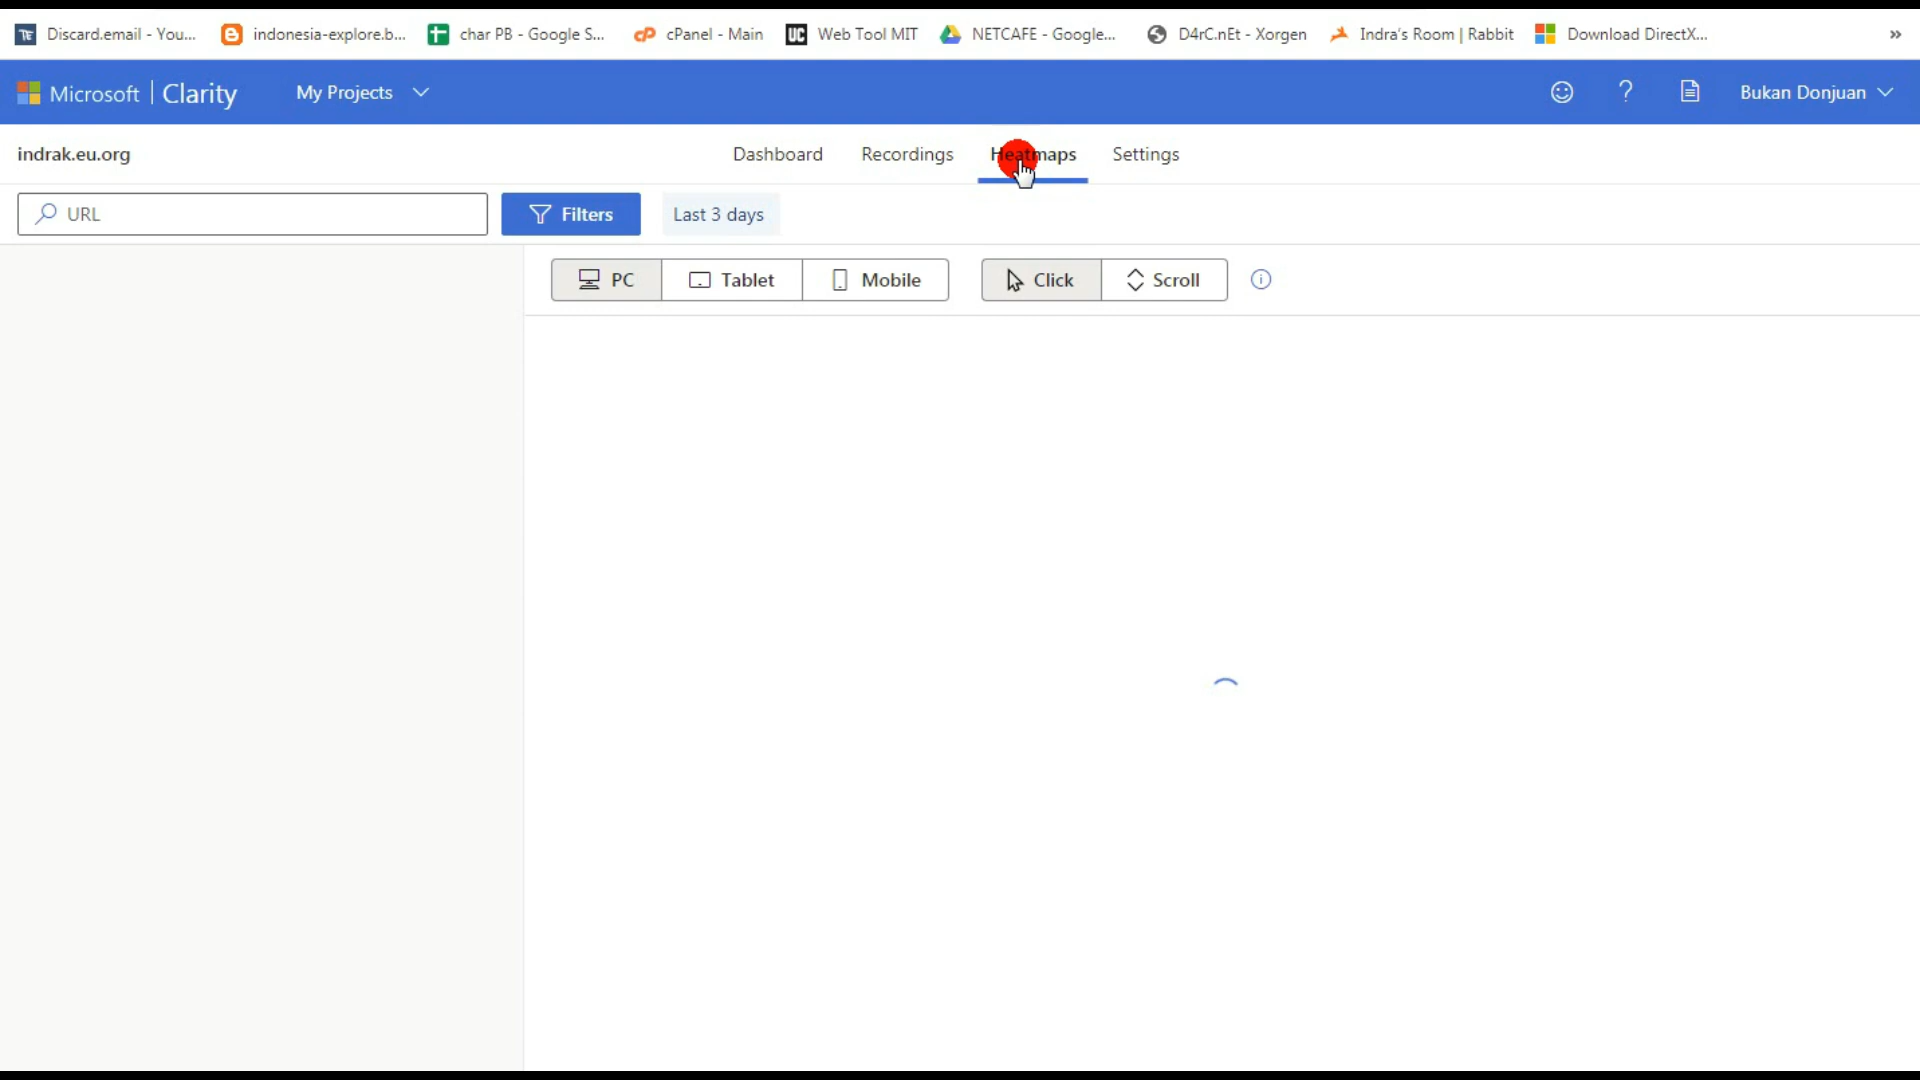 Discard.email - You... indonesia-explore.b... char PB - Google S... cPanel - Main Web Tool MIT NETCAFE - Google... D4rC.nEt - Xorgen Indra's Room | Rabbit Download DirectX... »
Microsoft | Clarity My Projects ? Bukan Donjuan
indrak.eu.org Dashboard Recordings Heatmaps Settings
URL Filters Last 3 days
PC Tablet Mobile Click Scroll